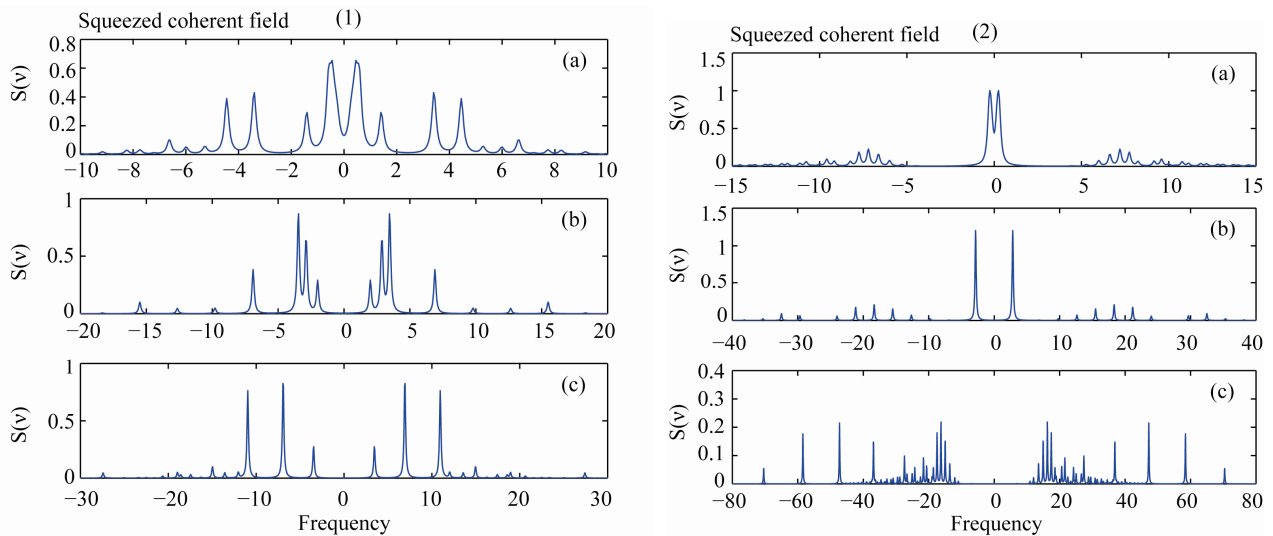 Squeezed coherent field (1)
(a)
S(ν)
0.8
0.6
0.4
0.2
0
−10 −8 −6 −4 −2 0 2 4 6 8 10
(b)
S(ν)
1
0.5
0
−20 −15 −10 −5 0 5 10 15 20
(c)
S(ν)
1
0.5
0
−30 −20 −10 0 10 20 30
Frequency
Squeezed coherent field (2)
(a)
S(ν)
1.5
1
0.5
0
−15 −10 −5 0 5 10 15
(b)
S(ν)
1.5
1
0.5
0
−40 −30 −20 −10 0 10 20 30 40
(c)
S(ν)
0.4
0.3
0.2
0.1
0
−80 −60 −40 −20 0 20 40 60 80
Frequency